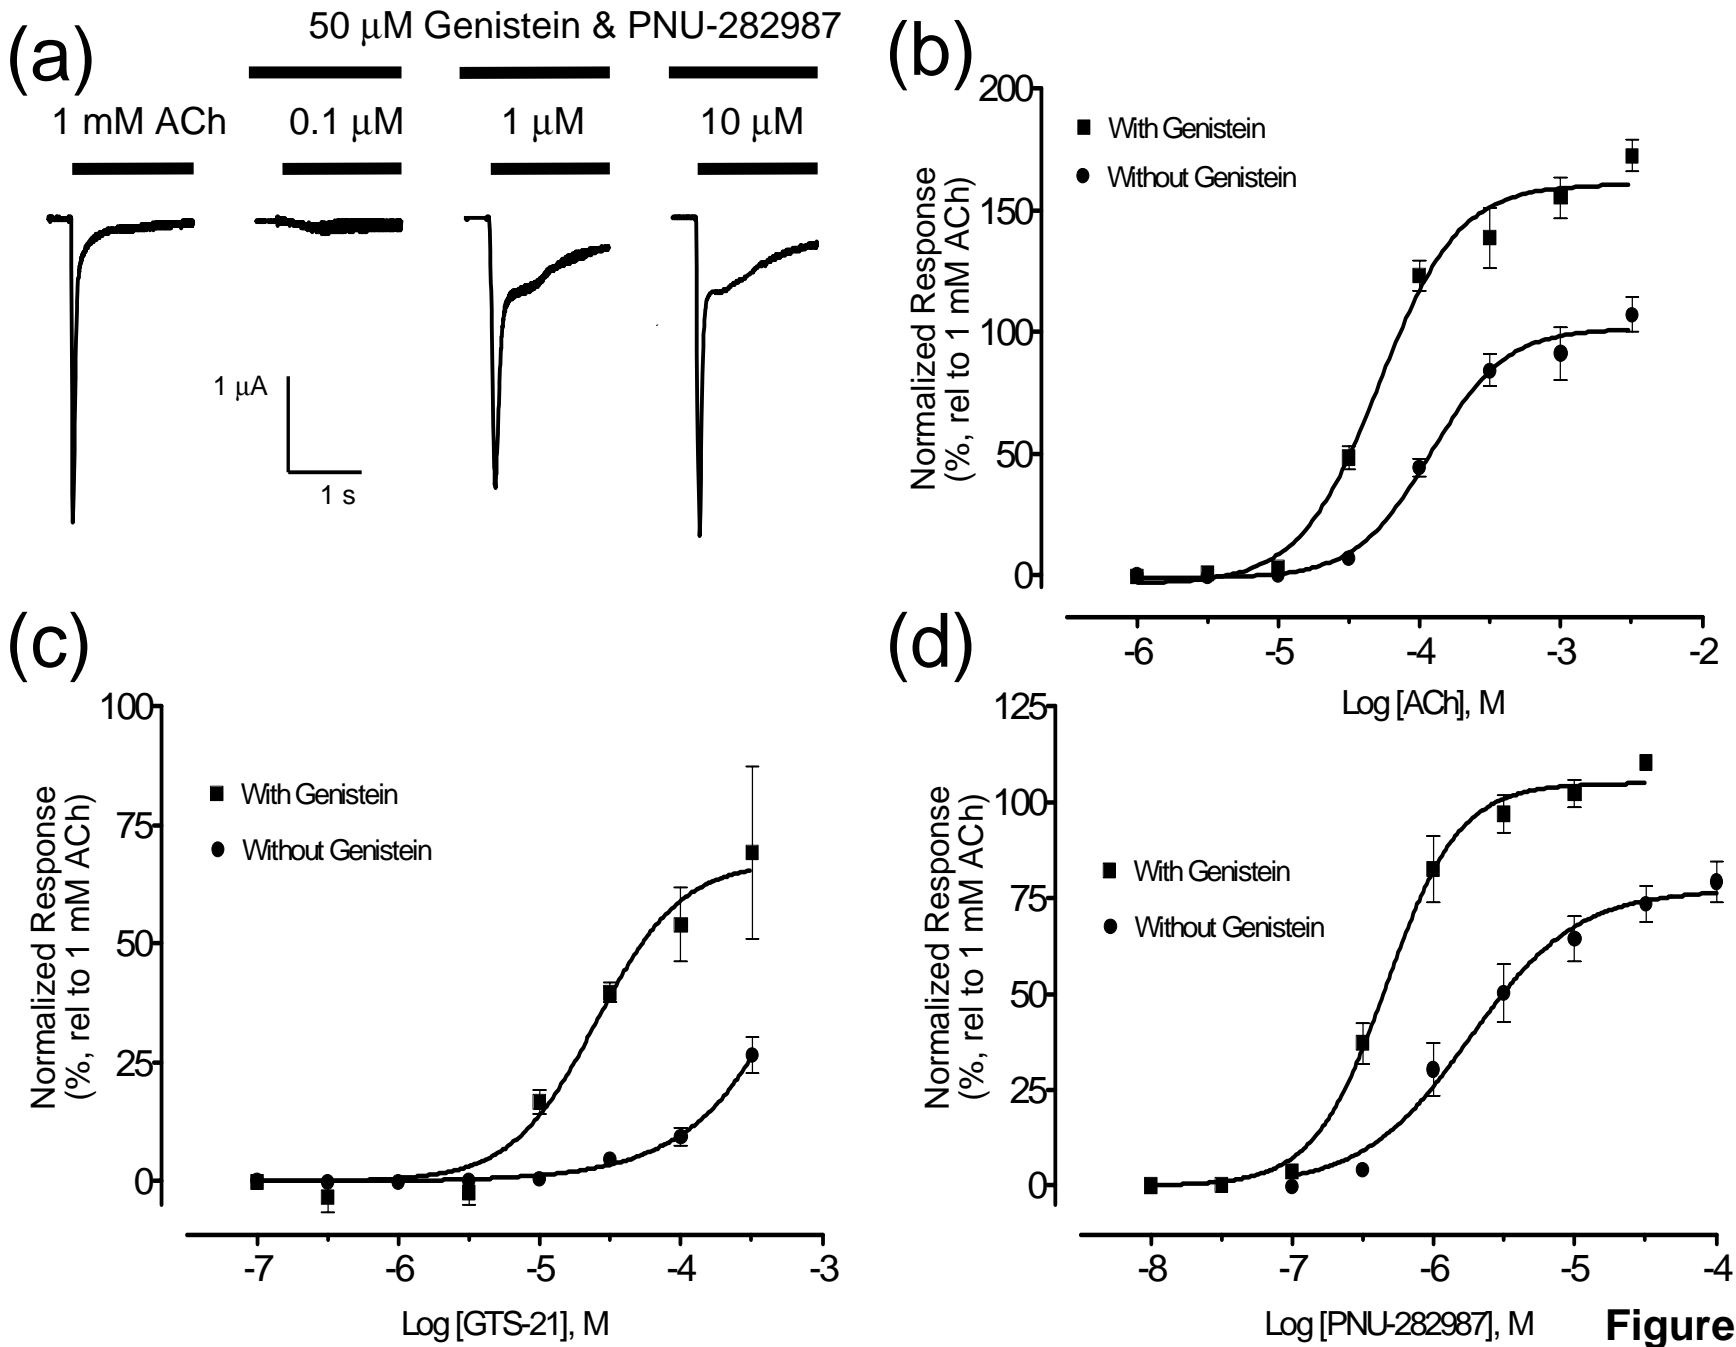 (a)
50 μM Genistein & PNU-282987
1 mM ACh
0.1 μM
1 μM
10 μM
1 μA
1 s
(b)
Normalized Response
(%, rel to 1 mM ACh)
200
150
100
50
0
With Genistein
Without Genistein
-6
-5
-4
-3
-2
Log [ACh], M
(c)
Normalized Response
(%, rel to 1 mM ACh)
100
75
50
25
0
With Genistein
Without Genistein
-7
-6
-5
-4
-3
Log [GTS-21], M
(d)
Normalized Response
(%, rel to 1 mM ACh)
125
100
75
50
25
0
With Genistein
Without Genistein
-8
-7
-6
-5
-4
Log [PNU-282987], M
Figure